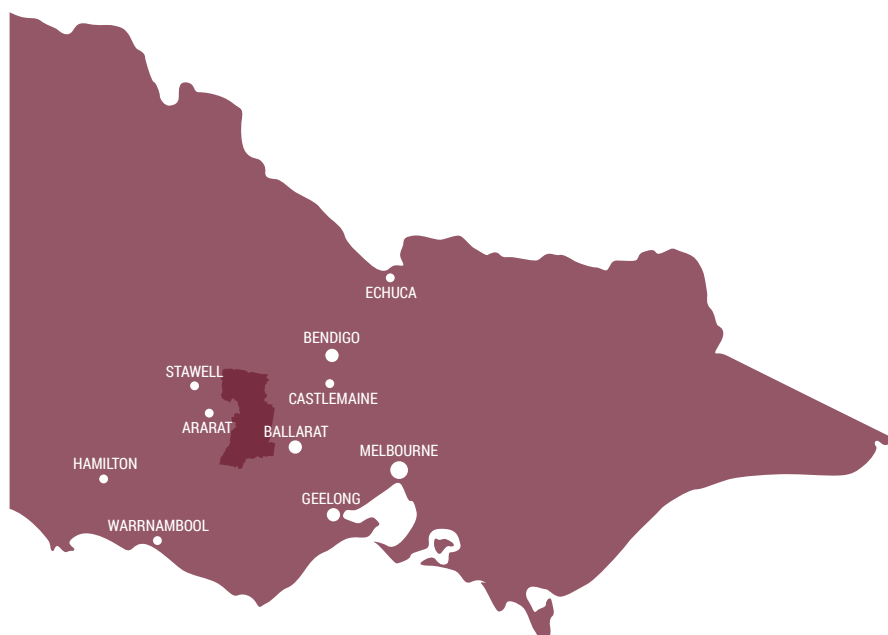 ECHUCA
BENDIGO
STAWELL
CASTLEMAINE
ARARAT
BALLARAT
MELBOURNE
HAMILTON
GEELONG
WARRNAMBOOL